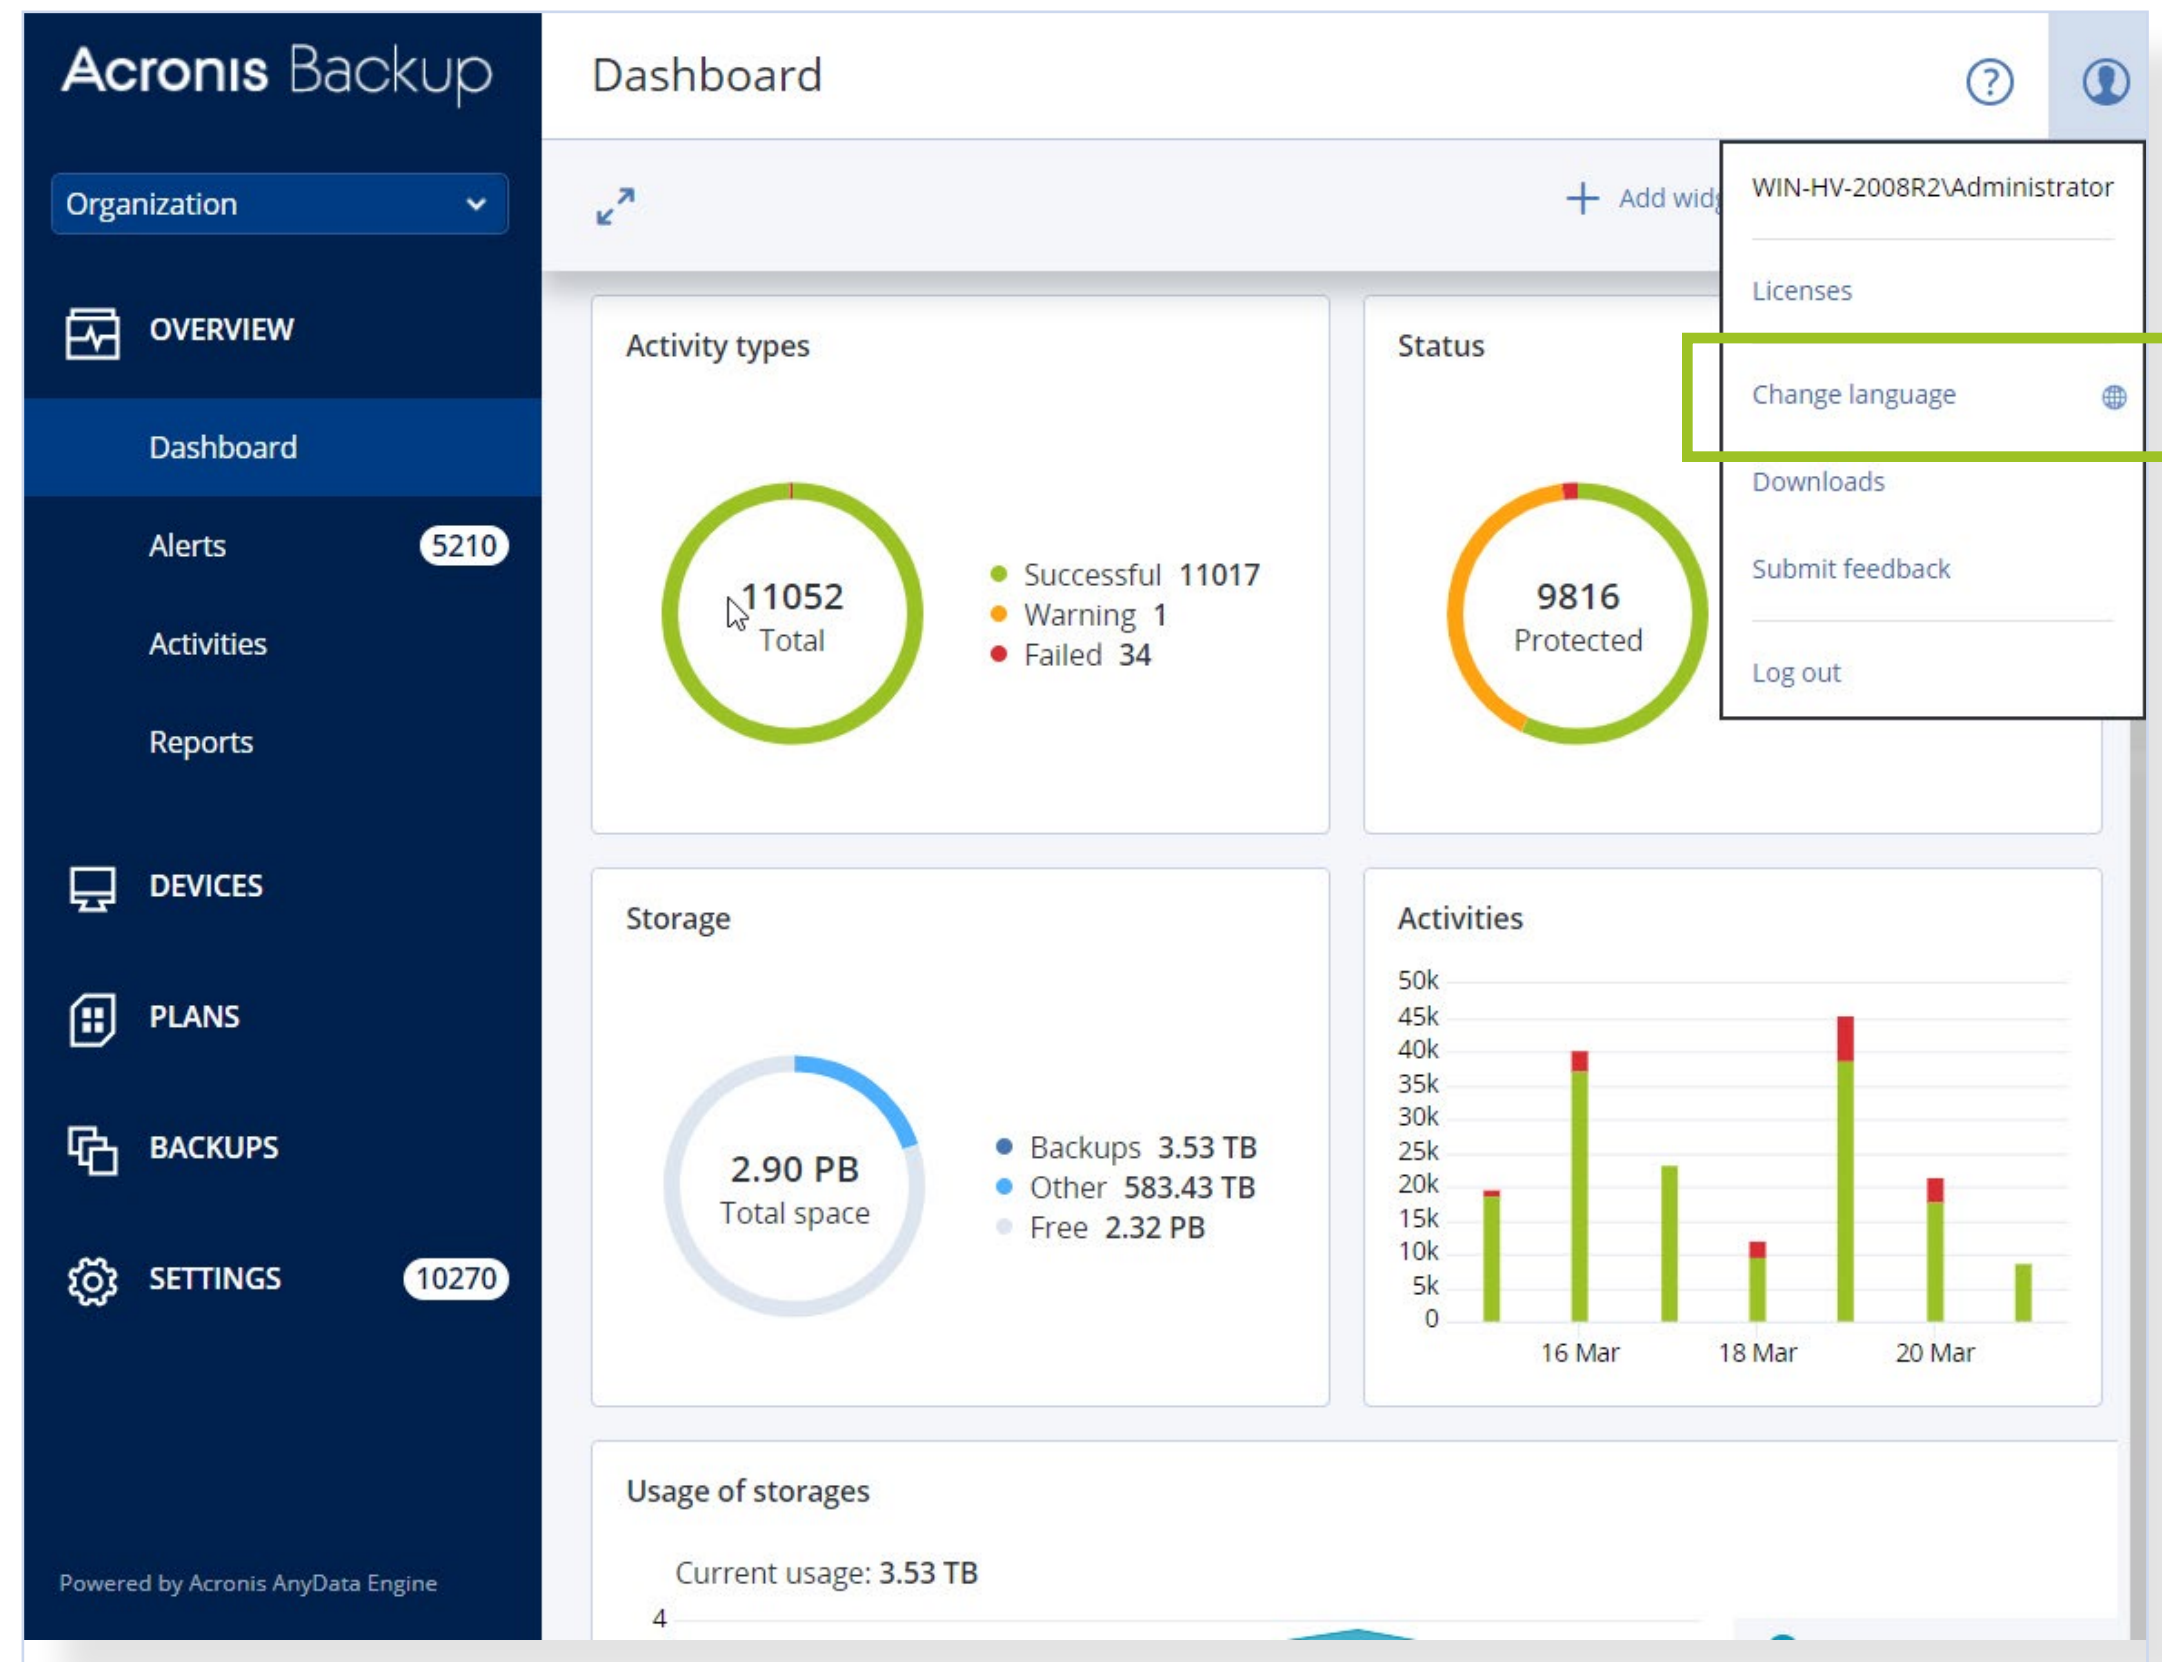 Acronis Backup
Organization
OVERVIEW
Dashboard
Alerts 5210
Activities
Reports
DEVICES
PLANS
BACKUPS
SETTINGS 10270
Powered by Acronis AnyData Engine
Dashboard
?
Add widg
WIN-HV-2008R2\Administrator
Licenses
Change language
Downloads
Submit feedback
Log out
Activity types
11052
Total
Successful 11017
Warning 1
Failed 34
Status
9816
Protected
Storage
2.90 PB
Total space
Backups 3.53 TB
Other 583.43 TB
Free 2.32 PB
Activities
50k
45k
40k
35k
30k
25k
20k
15k
10k
5k
0
16 Mar 18 Mar 20 Mar
Usage of storages
Current usage: 3.53 TB
4